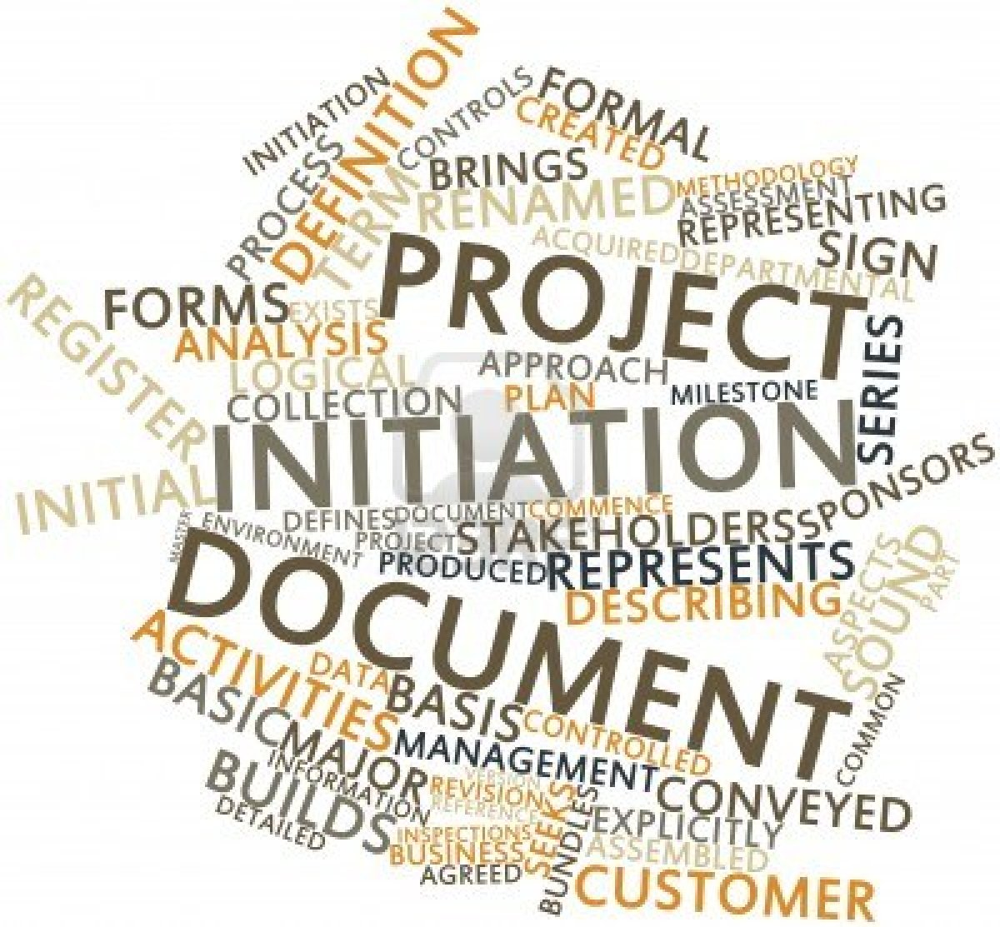 INITIATION
DEFINITION
CONTROLS
FORMAL
CREATED
PROCESS
TERM
BRINGS
RENAMED
METHODOLOGY
ASSESSMENT
REPRESENTING
ACQUIRED
DEPARTMENTAL
SIGN
PROJECT
REGISTER
FORMS
EXISTS
ANALYSIS
LOGICAL
APPROACH
SERIES
COLLECTION
PLAN
MILESTONE
INITIATION
INITIAL
SPONSORS
DEFINES
DOCUMENT
COMMENCE
MASTER
ENVIRONMENT
PROJECT
STAKEHOLDERS
PRODUCED
REPRESENTS
ASPECTS
SOUND
PART
DESCRIBING
DOCUMENT
ACTIVITIES
DATA
BASIC
BASIS
CONTROLLED
COMMON
MAJOR
MANAGEMENT
INFORMATION
BUILDS
VERSION
REVISION
REFERENCE
SEEKS
BUNDLES
CONVEYED
DETAILED
EXPLICITLY
INSPECTIONS
BUSINESS
ASSEMBLED
AGREED
CUSTOMER